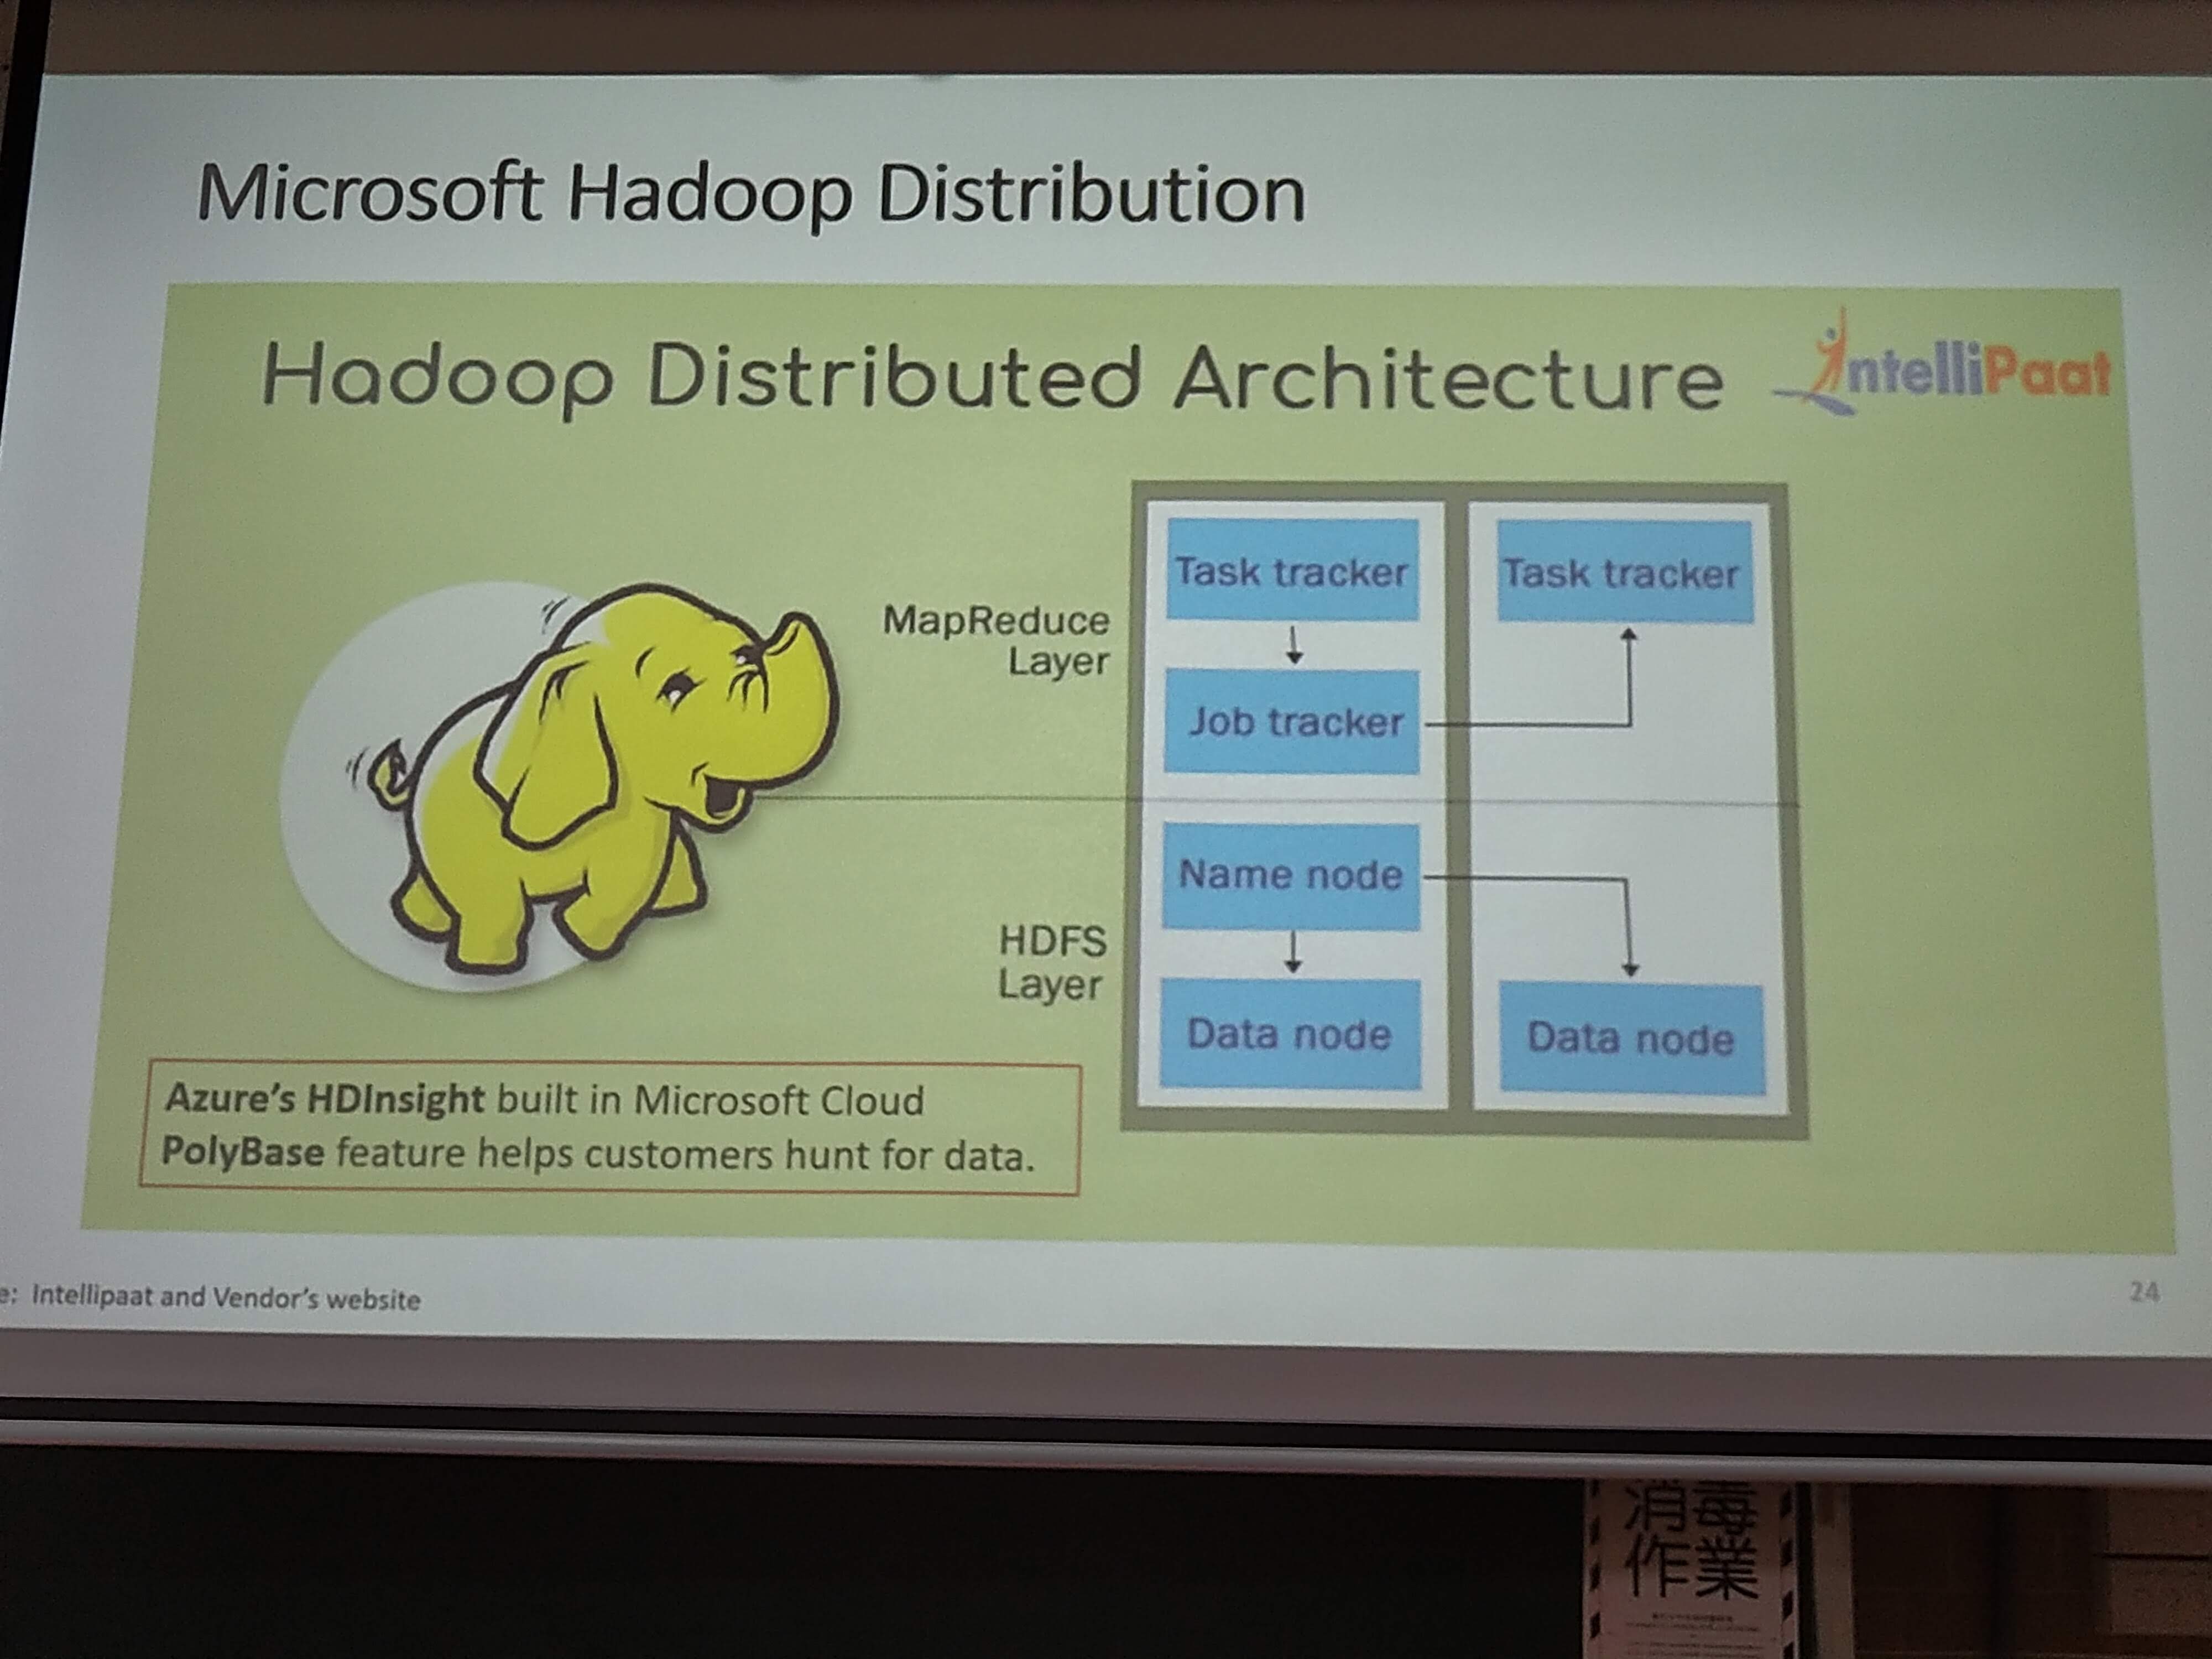 Microsoft Hadoop Distribution
Hadoop Distributed Architecture
IntelliPaat
MapReduce
Layer
Task tracker
Task tracker
Job tracker
HDFS
Layer
Name node
Data node
Data node
Azure's HDInsight built in Microsoft Cloud
PolyBase feature helps customers hunt for data.
e: Intellipaat and Vendor's website
24
消毒
作業